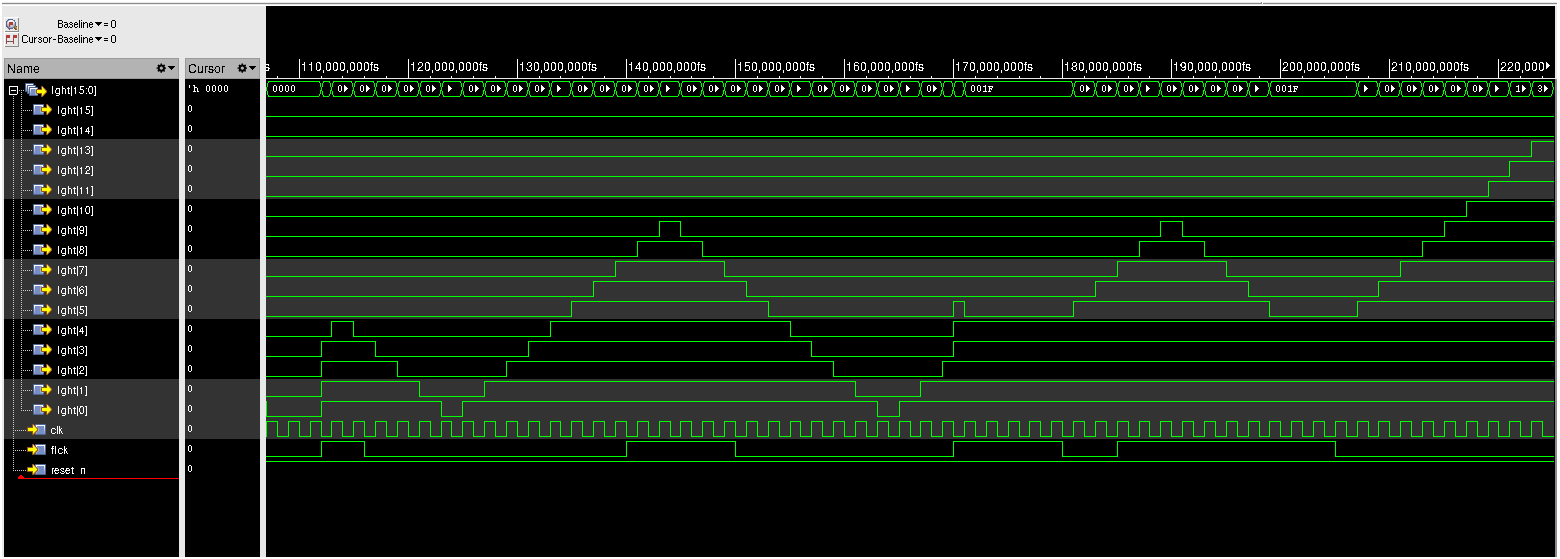 Baseline▼= 0
Cursor-Baseline▼= 0
Name Cursor s 110,000,000fs 120,000,000fs 130,000,000fs 140,000,000fs 150,000,000fs 160,000,000fs 170,000,000fs 180,000,000fs 190,000,000fs 200,000,000fs 210,000,000fs 220,000
lght[15:0] 'h 0000 0000 0 0 0 0 0 0 0 0 0 0 0 0 0 0 0 0 0 0 0 0 001F 0 0 0 0 0 0 001F 0 0 0 0 0 1 3
lght[15] 0
lght[14] 0
lght[13] 0
lght[12] 0
lght[11] 0
lght[10] 0
lght[9] 0
lght[8] 0
lght[7] 0
lght[6] 0
lght[5] 0
lght[4] 0
lght[3] 0
lght[2] 0
lght[1] 0
lght[0] 0
clk 0
flck 0
reset_n 0